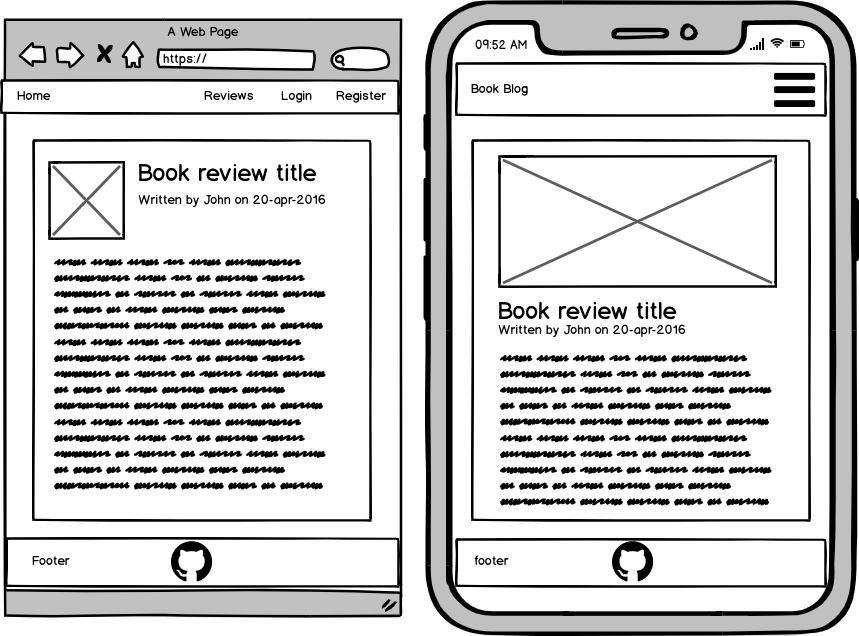 A Web Page
https://
Home Reviews Login Register
Book review title
Written by John on 20-apr-2016
Footer
09:52 AM
Book Blog
Book review title
Written by John on 20-apr-2016
footer